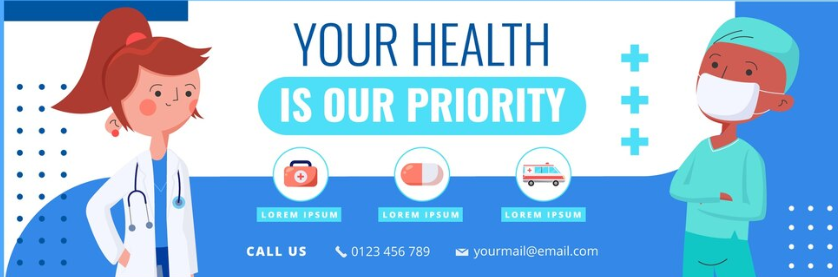 YOUR HEALTH
IS OUR PRIORITY
LOREM IPSUM
LOREM IPSUM
LOREM IPSUM
CALL US
0123 456 789
yourmail@email.com